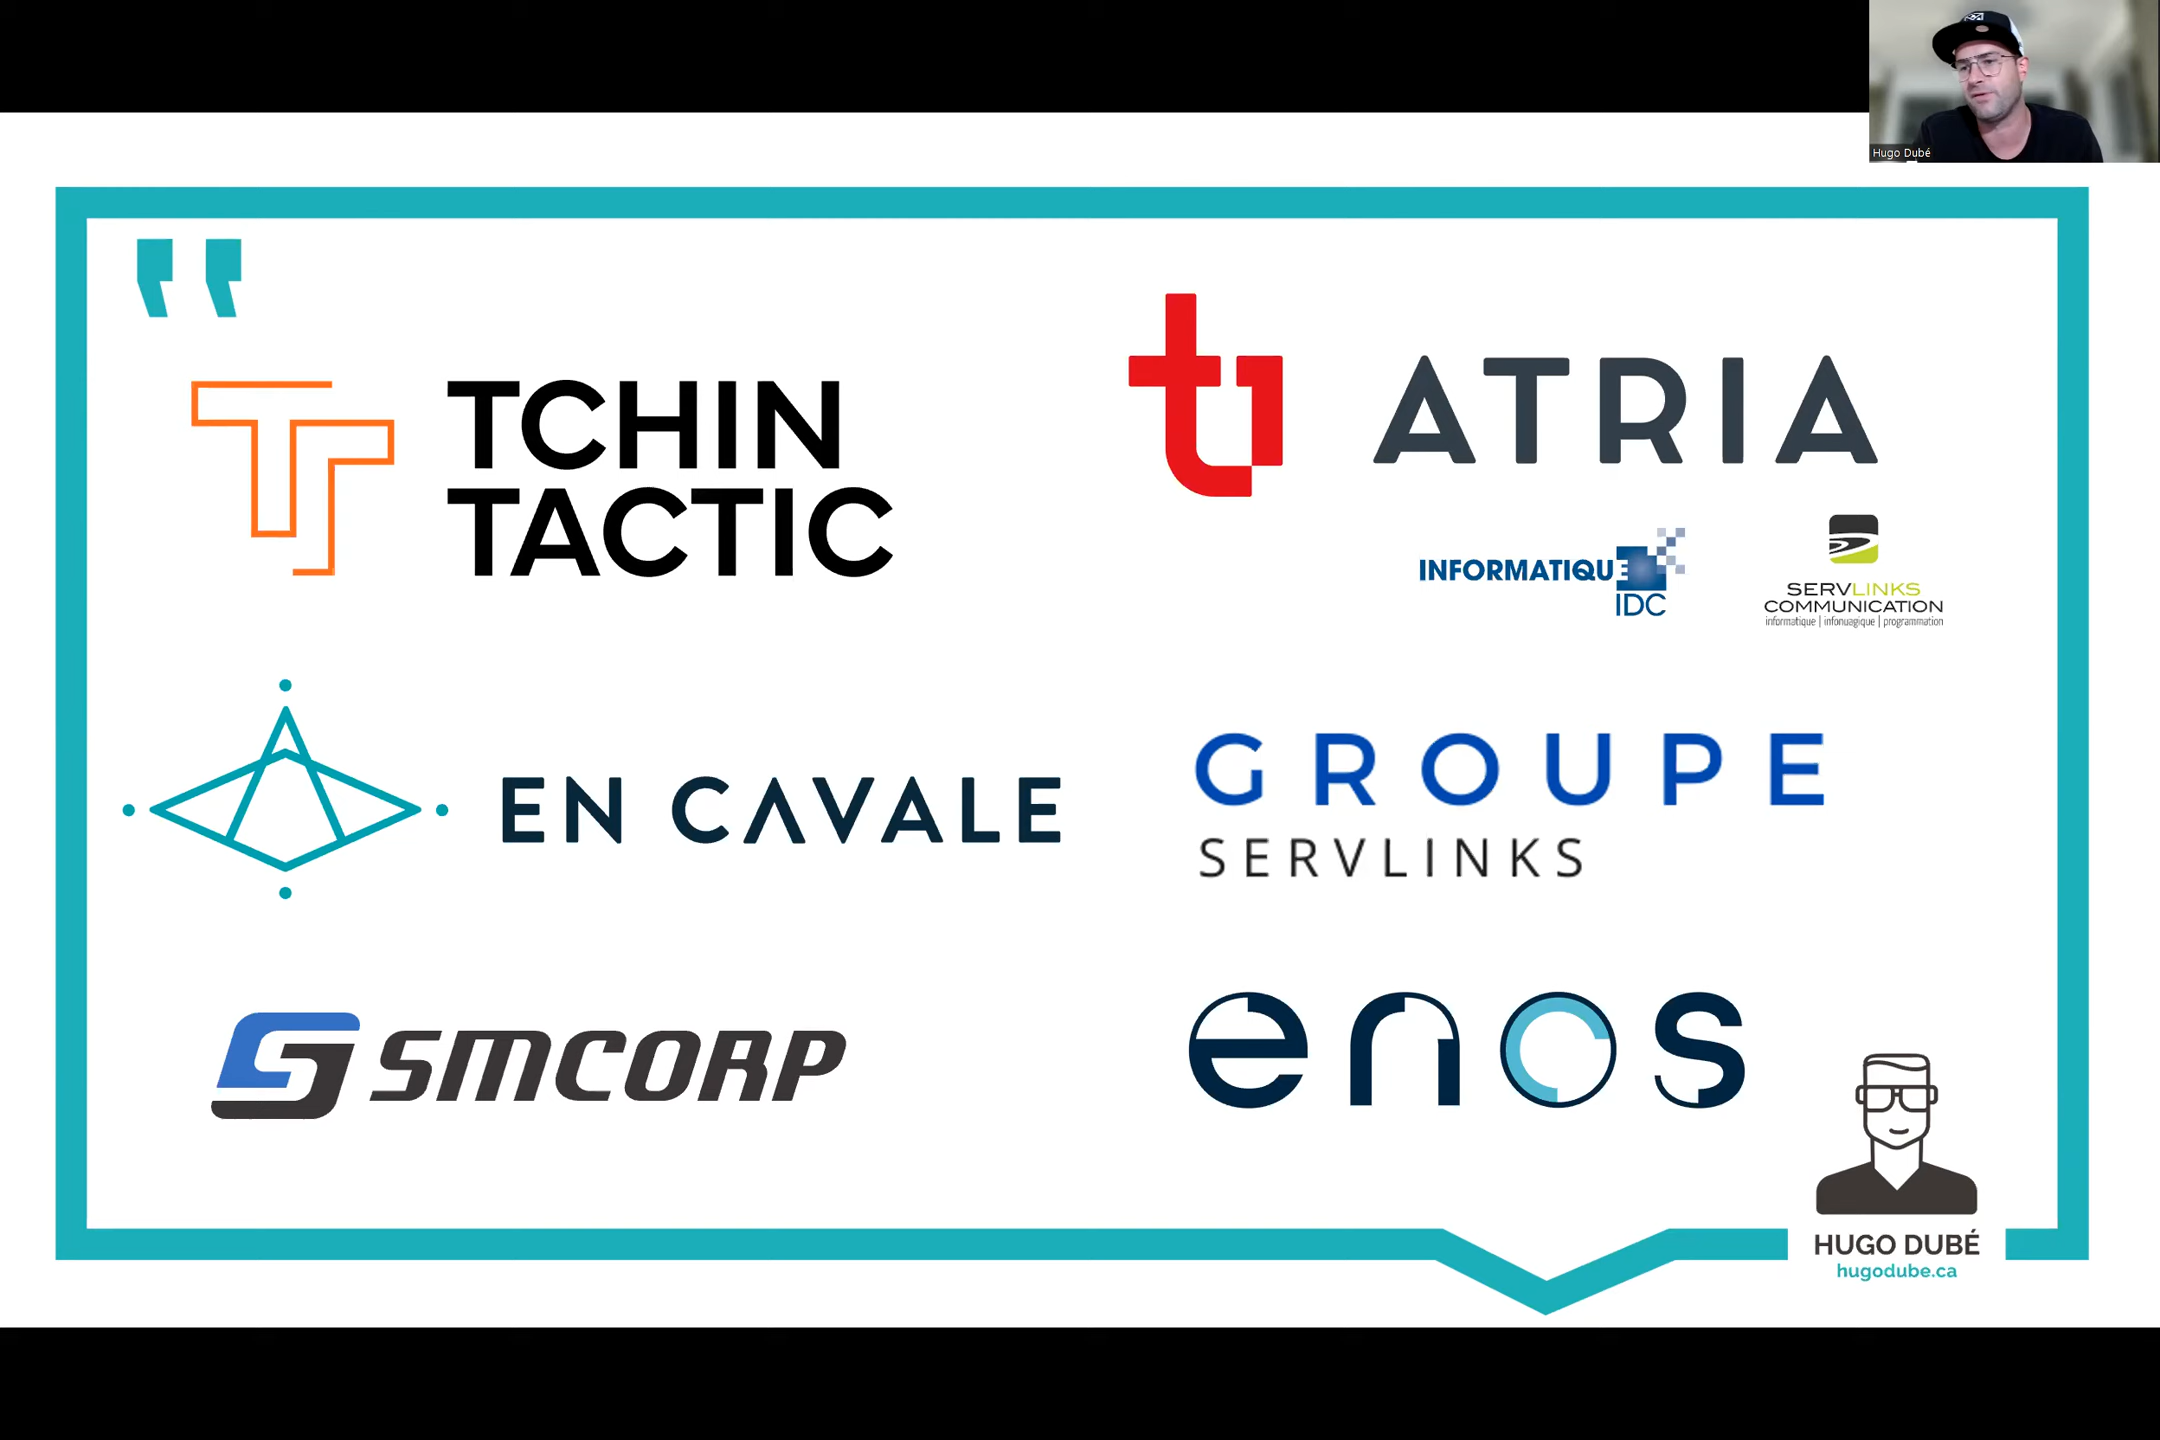 Hugo Dubé
TCHIN
TACTIC
ATRIA
INFORMATIQUE
IDC
SERVLINKS
COMMUNICATION
informatique | infonuagique | programmation
EN CAVALE
GROUPE
SERVLINKS
SMCORP
enos
HUGO DUBÉ
hugodube.ca